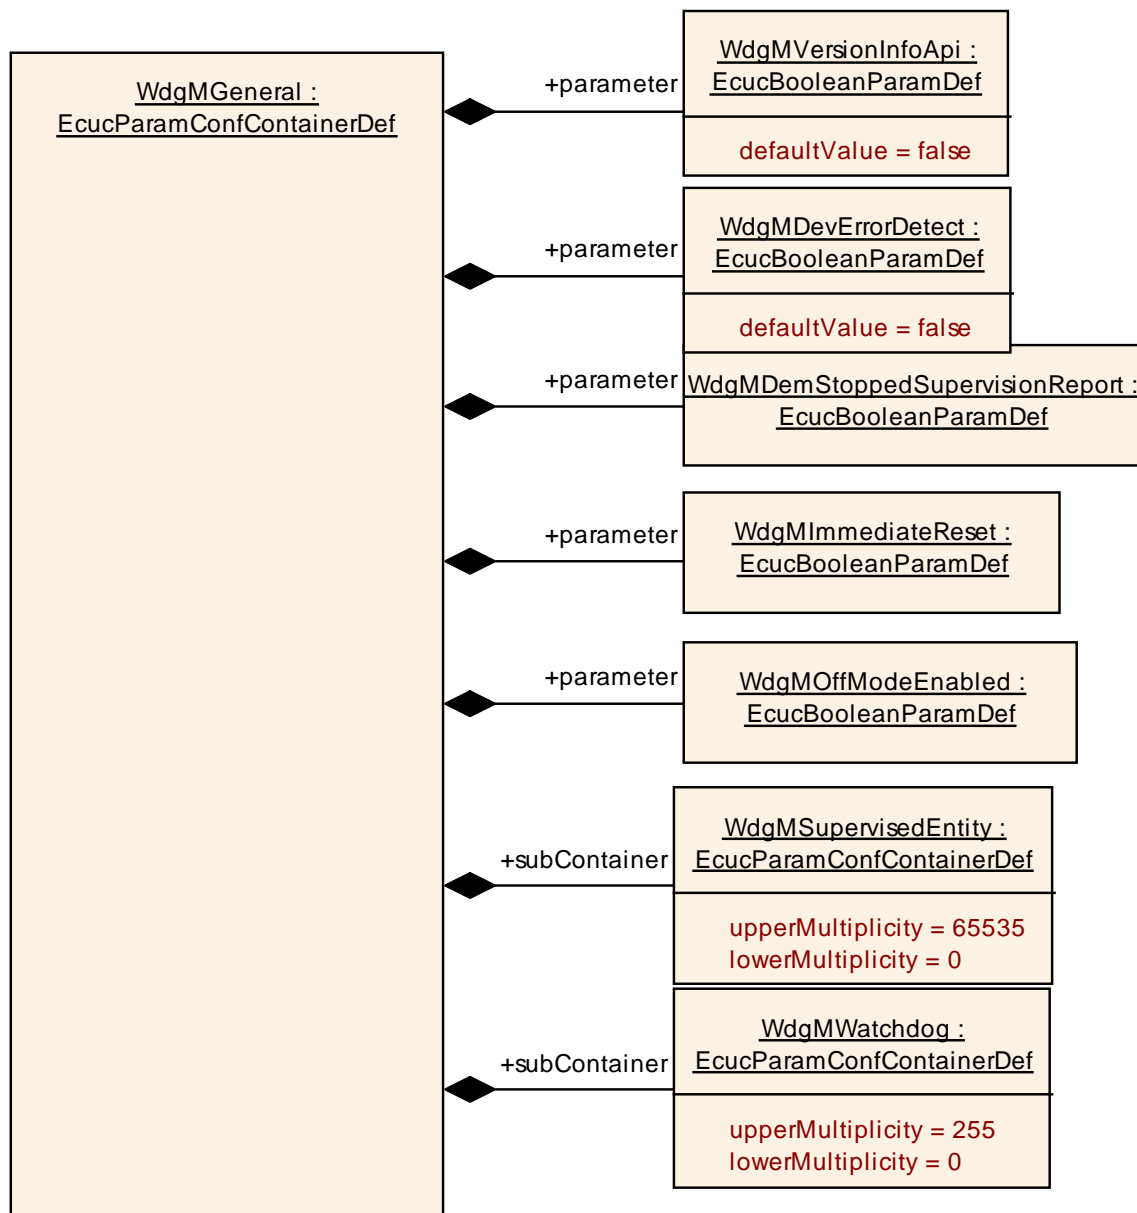 WdgMGeneral :
EcucParamConfContainerDef
+parameter
WdgMVersionInfoApi :
EcucBooleanParamDef
defaultValue = false
+parameter
WdgMDevErrorDetect :
EcucBooleanParamDef
defaultValue = false
+parameter
WdgMDemStoppedSupervisionReport :
EcucBooleanParamDef
+parameter
WdgMImmediateReset :
EcucBooleanParamDef
+parameter
WdgMOffModeEnabled :
EcucBooleanParamDef
+subContainer
WdgMSupervisedEntity :
EcucParamConfContainerDef
upperMultiplicity = 65535
lowerMultiplicity = 0
+subContainer
WdgMWatchdog :
EcucParamConfContainerDef
upperMultiplicity = 255
lowerMultiplicity = 0